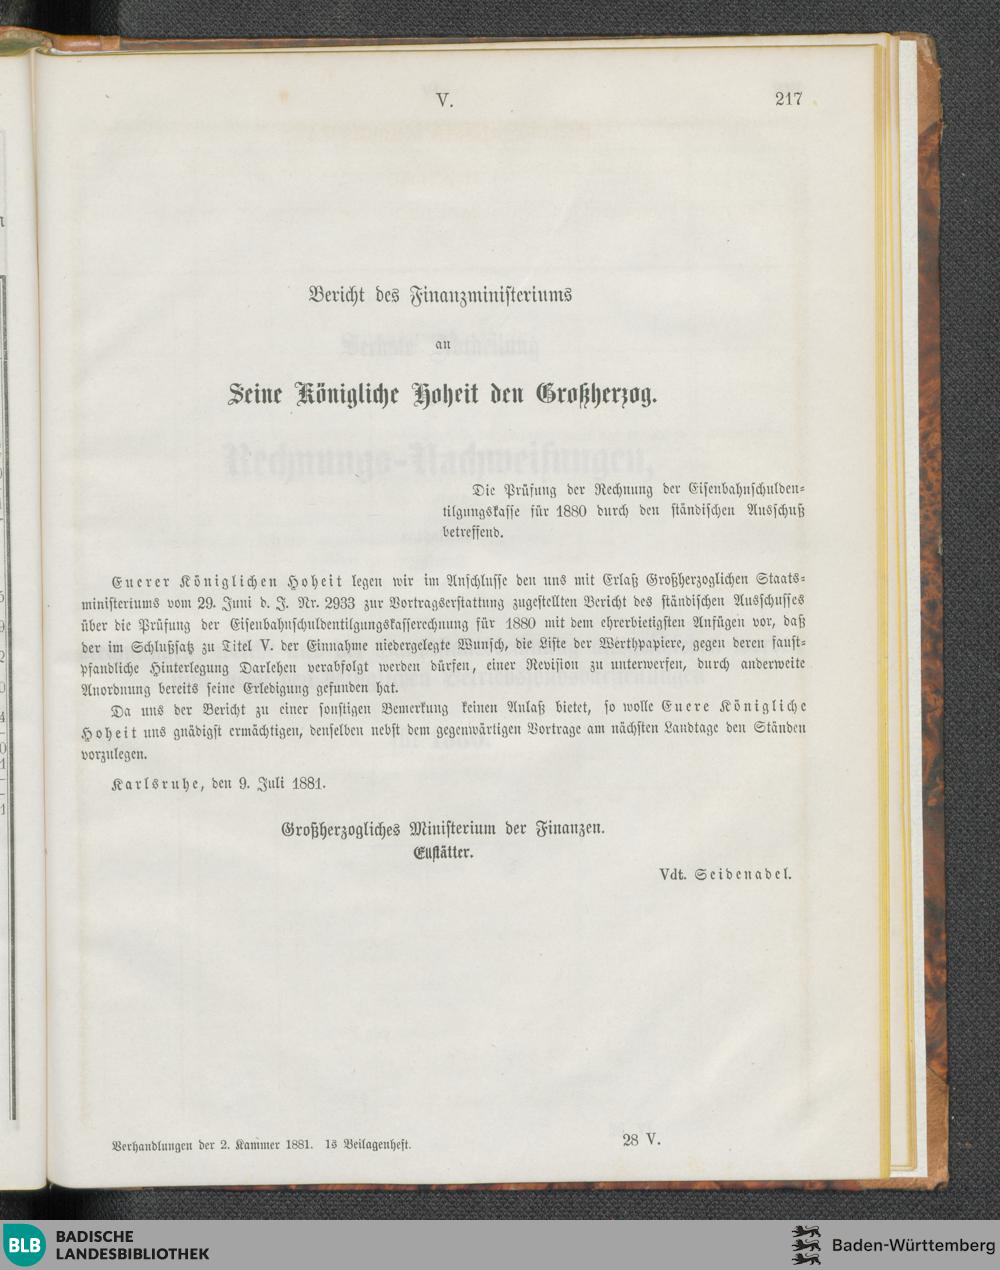 V.
217
Bericht des Finanzministeriums
an
Seine Königliche Hoheit den Großherzog.
Die Prüfung der Rechnung der Eisenbahnschulden-
tilgungskasse für 1880 durch den ständischen Ausschuß
betreffend.
Euerer Königlichen Hoheit legen wir im Anschlusse den uns mit Erlaß Großherzoglichen Staats-
ministeriums vom 29. Juni d. J. Nr. 2933 zur Vortragserstattung zugestellten Bericht des ständischen Ausschusses
über die Prüfung der Eisenbahnschuldentilgungskasserechnung für 1880 mit dem ehrerbietigsten Anfügen vor, daß
der im Schlußsatz zu Titel V. der Einnahme niedergelegte Wunsch, die Liste der Werthpapiere, gegen deren faust-
pfandliche Hinterlegung Darlehen verabfolgt werden dürfen, einer Revision zu unterwerfen, durch anderweite
Anordnung bereits seine Erledigung gefunden hat.
Da uns der Bericht zu einer sonstigen Bemerkung keinen Anlaß bietet, so wolle Euere Königliche
Hoheit uns gnädigst ermächtigen, denselben nebst dem gegenwärtigen Vortrage am nächsten Landtage den Ständen
vorzulegen.
Karlsruhe, den 9. Juli 1881.
Großherzogliches Ministerium der Finanzen.
Ellstätter.
Vdt. Seidenadel.
Verhandlungen der 2. Kammer 1881. 1s Beilagenheft.
28 V.
BLB BADISCHE
LANDESBIBLIOTHEK
Baden-Württemberg